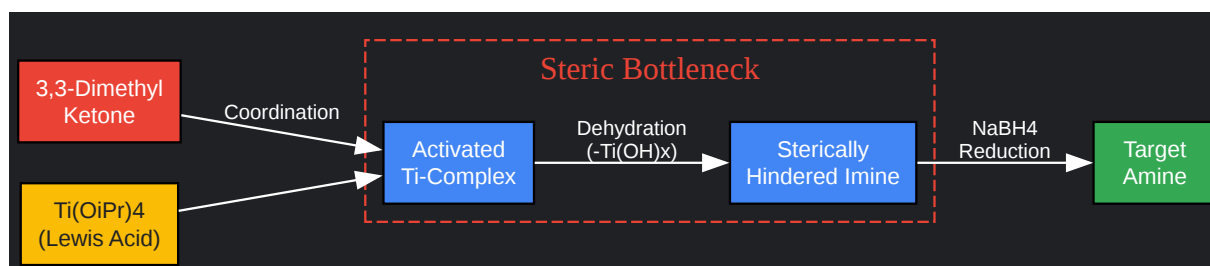 Steric Bottleneck
3,3-Dimethyl
Ketone
Coordination
Ti(OiPr)4
(Lewis Acid)
Activated
Ti-Complex
Dehydration
(-Ti(OH)x)
Sterically
Hindered Imine
NaBH4
Reduction
Target
Amine